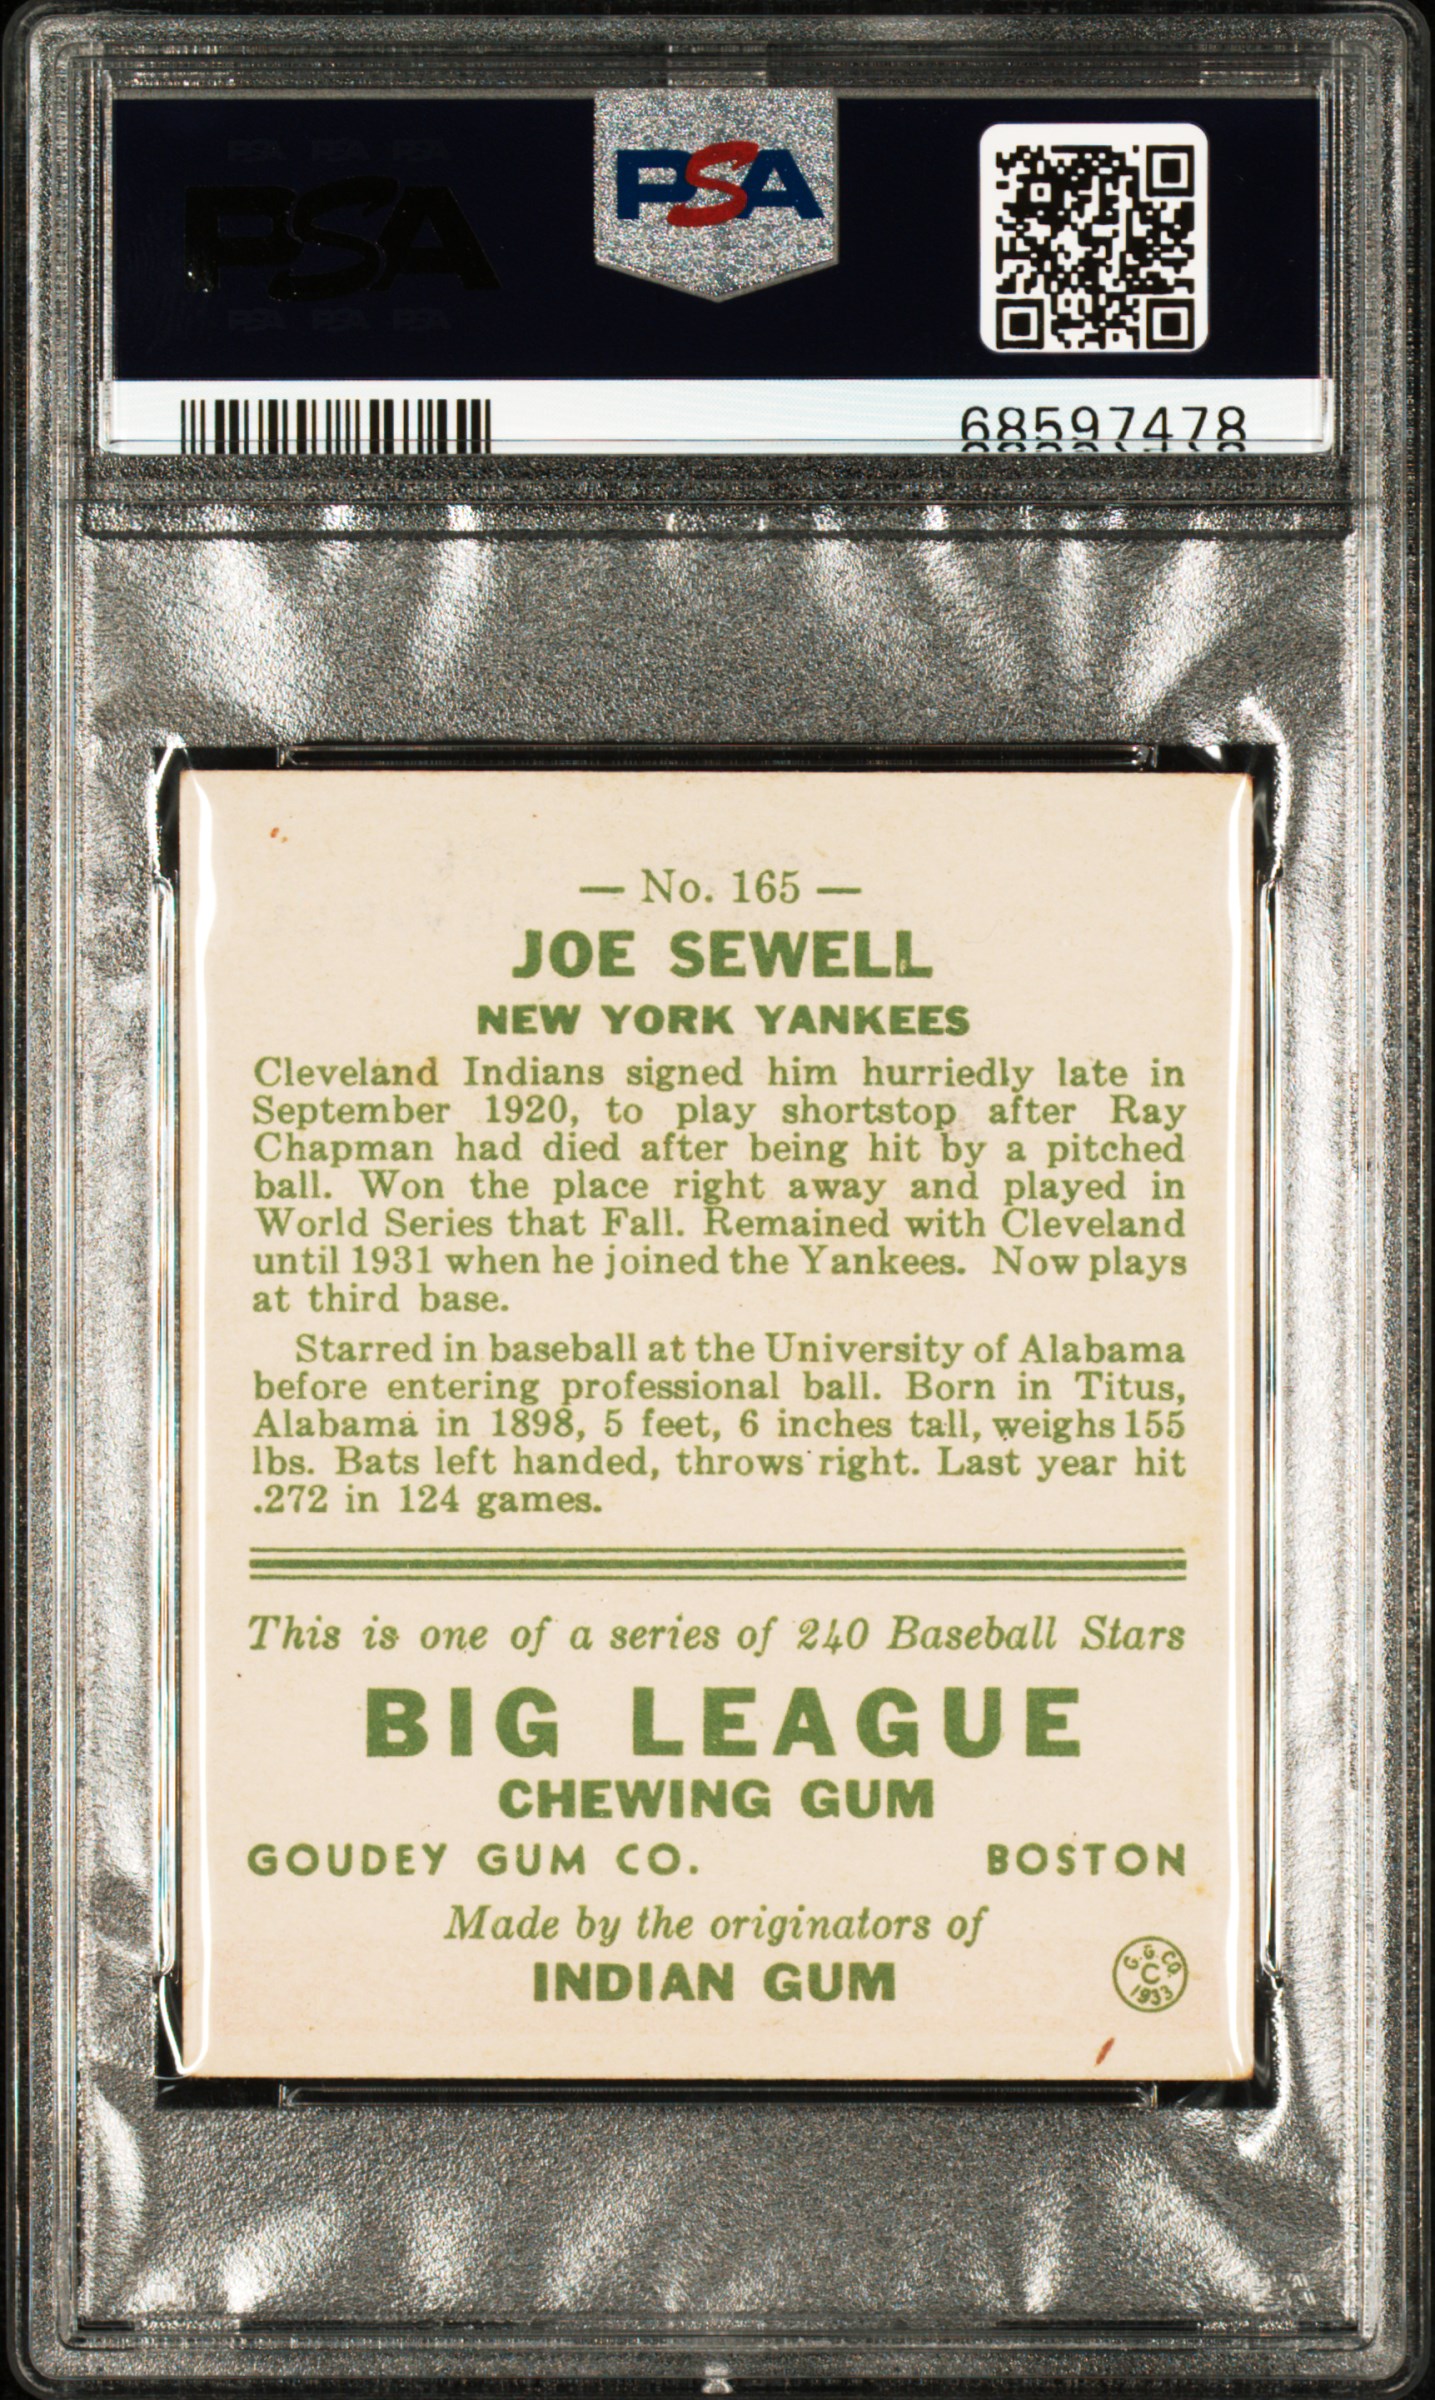 PSA PSA PSA
PSA
PSA PSA PSA
PSA
68597478
— No. 165 —
JOE SEWELL
NEW YORK YANKEES
Cleveland Indians signed him hurriedly late in
September 1920, to play shortstop after Ray
Chapman had died after being hit by a pitched
ball. Won the place right away and played in
World Series that Fall. Remained with Cleveland
until 1931 when he joined the Yankees. Now plays
at third base.
Starred in baseball at the University of Alabama
before entering professional ball. Born in Titus,
Alabama in 1898, 5 feet, 6 inches tall, weighs 155
lbs. Bats left handed, throws right. Last year hit
.272 in 124 games.
This is one of a series of 240 Baseball Stars
BIG LEAGUE
CHEWING GUM
GOUDEY GUM CO. BOSTON
Made by the originators of
INDIAN GUM
G. G. CO.
C
1933